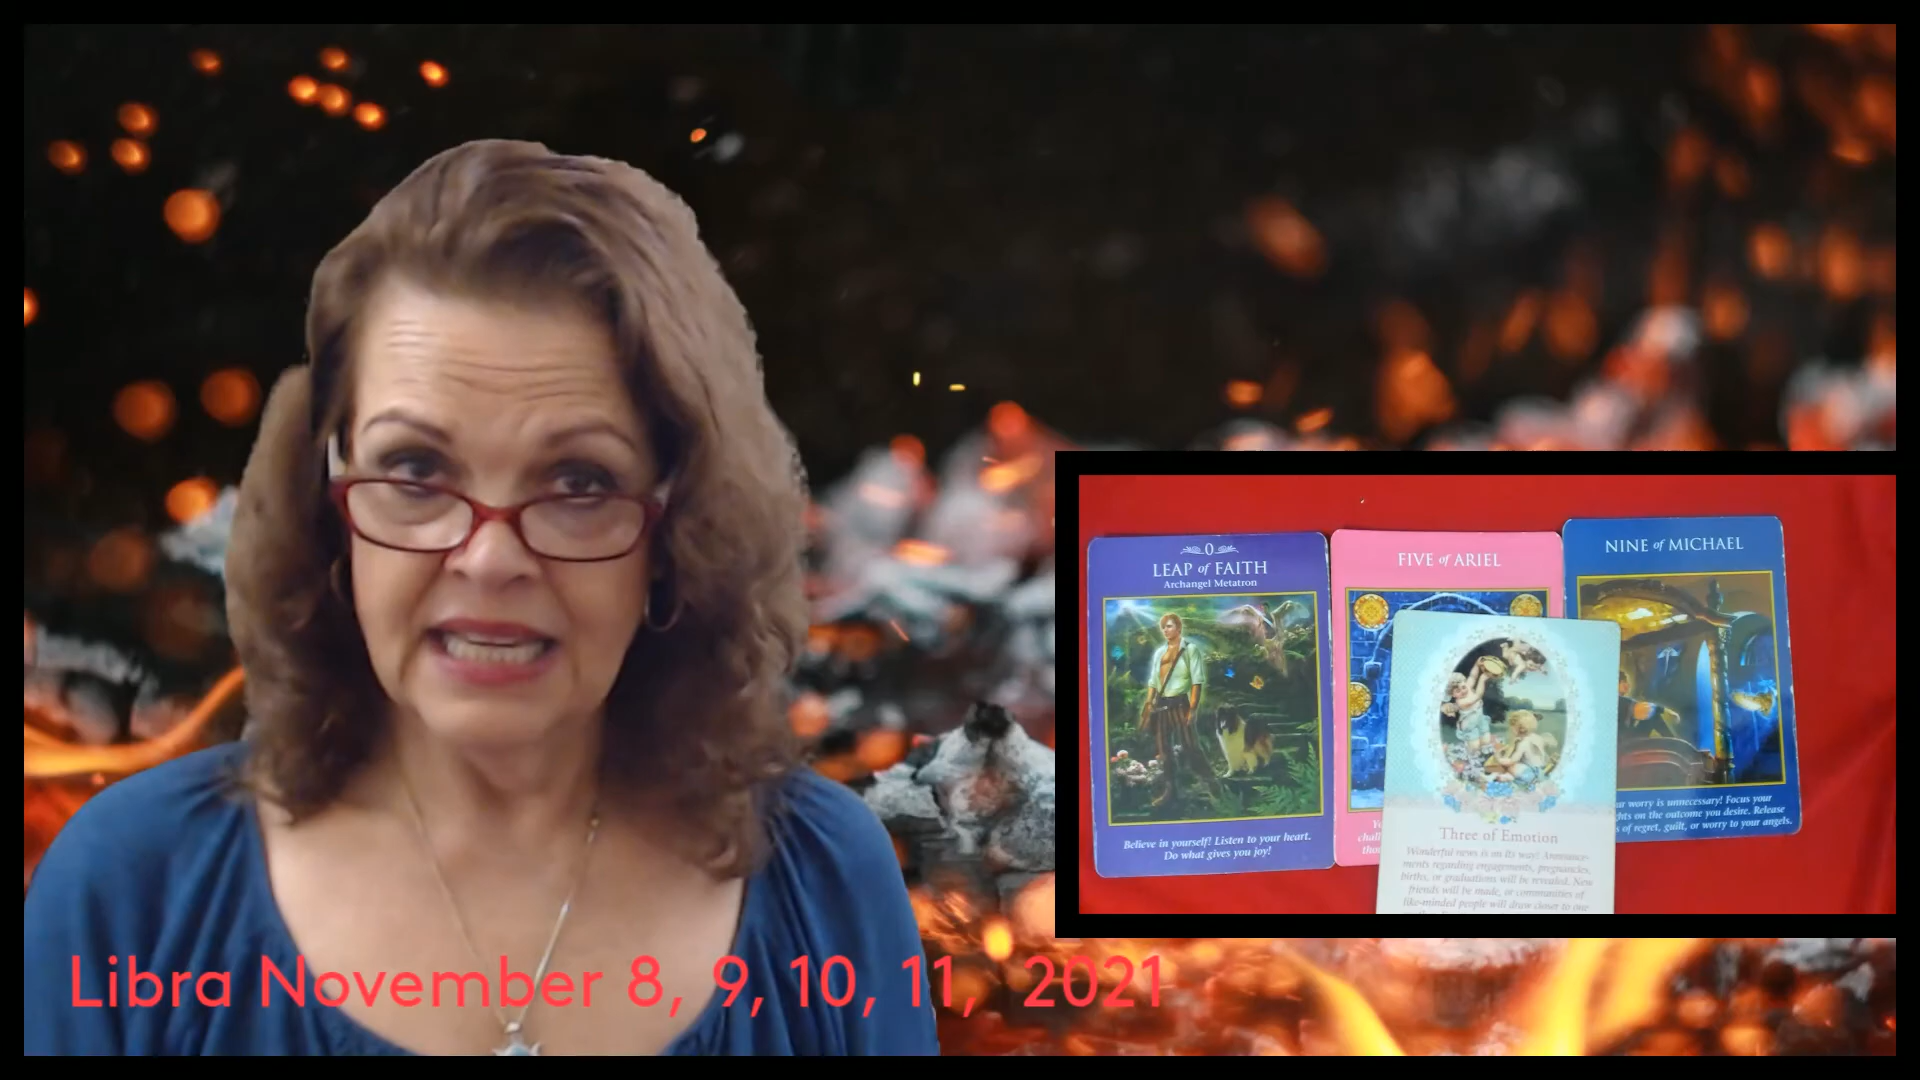 0
LEAP of FAITH
Archangel Metatron
Believe in yourself! Listen to your heart.
Do what gives you joy!
FIVE of ARIEL
NINE of MICHAEL
worry is unnecessary! Focus your
on the outcome you desire. Release
of regret, guilt, or worry to your angels.
Three of Emotion
Wonderful news is on its way! Announce-
ments regarding engagements, pregnancies,
births, or graduations will be revealed. New
friends will be made, or communities of
like-minded people will draw closer to one
Libra November 8, 9, 10, 11, 2021